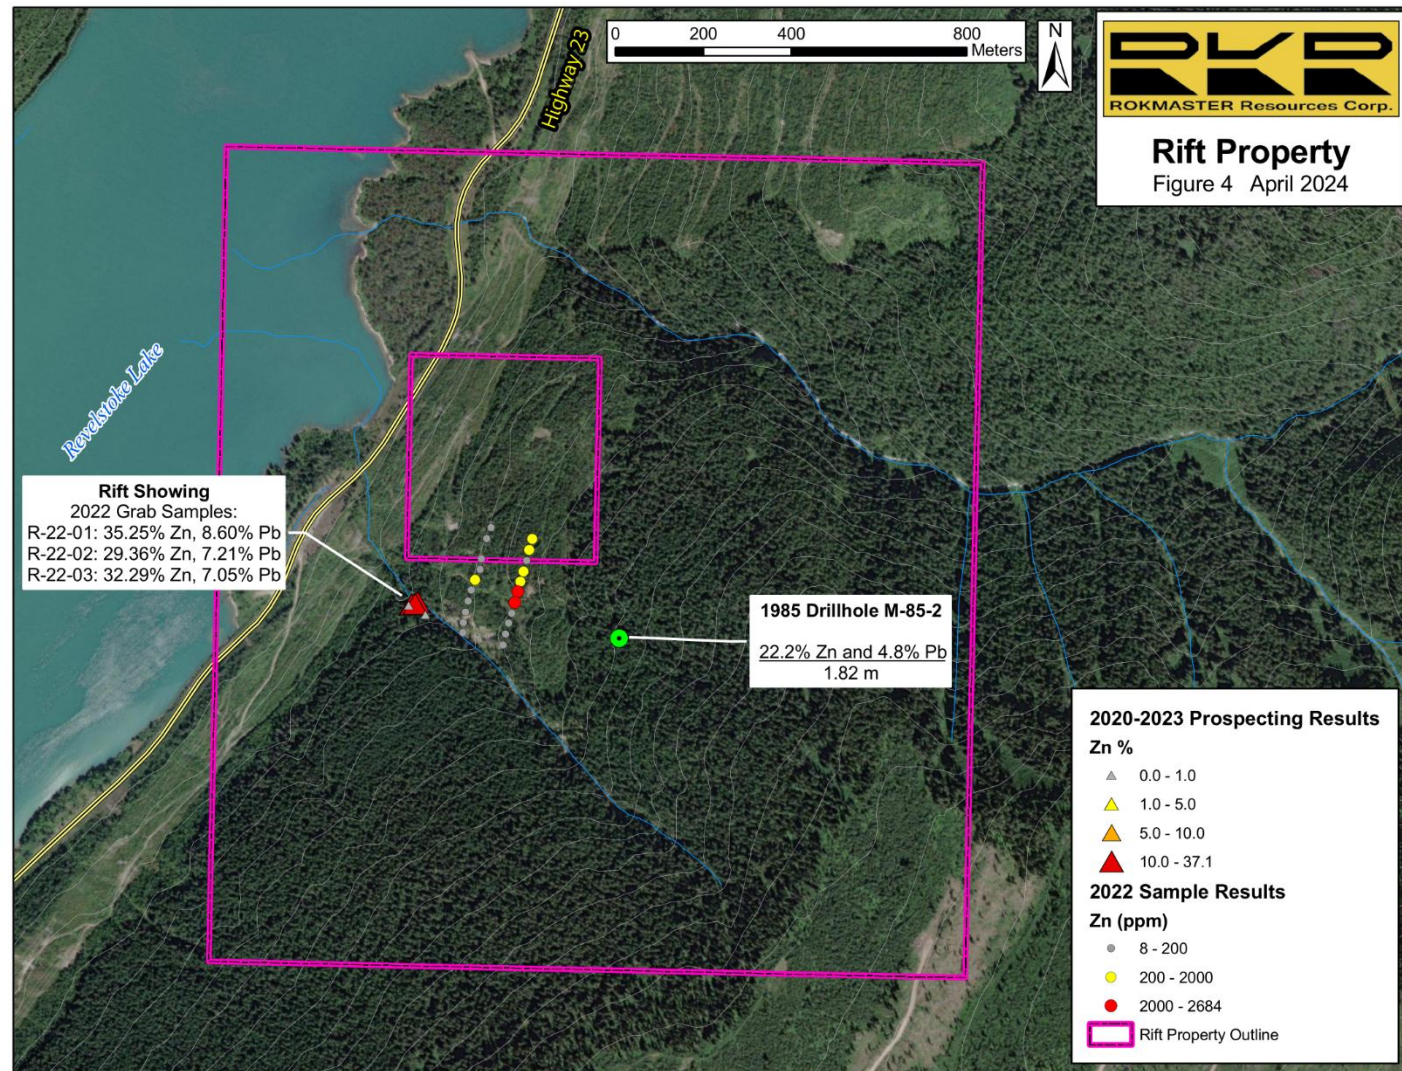 0 200 400 800
Meters
N
RKR
ROKMASTER Resources Corp.
Rift Property
Figure 4 April 2024
Highway 23
Revelstoke Lake
Rift Showing
2022 Grab Samples:
R-22-01: 35.25% Zn, 8.60% Pb
R-22-02: 29.36% Zn, 7.21% Pb
R-22-03: 32.29% Zn, 7.05% Pb
1985 Drillhole M-85-2
22.2% Zn and 4.8% Pb
1.82 m
2020-2023 Prospecting Results
Zn %
0.0 - 1.0
1.0 - 5.0
5.0 - 10.0
10.0 - 37.1
2022 Sample Results
Zn (ppm)
8 - 200
200 - 2000
2000 - 2684
Rift Property Outline